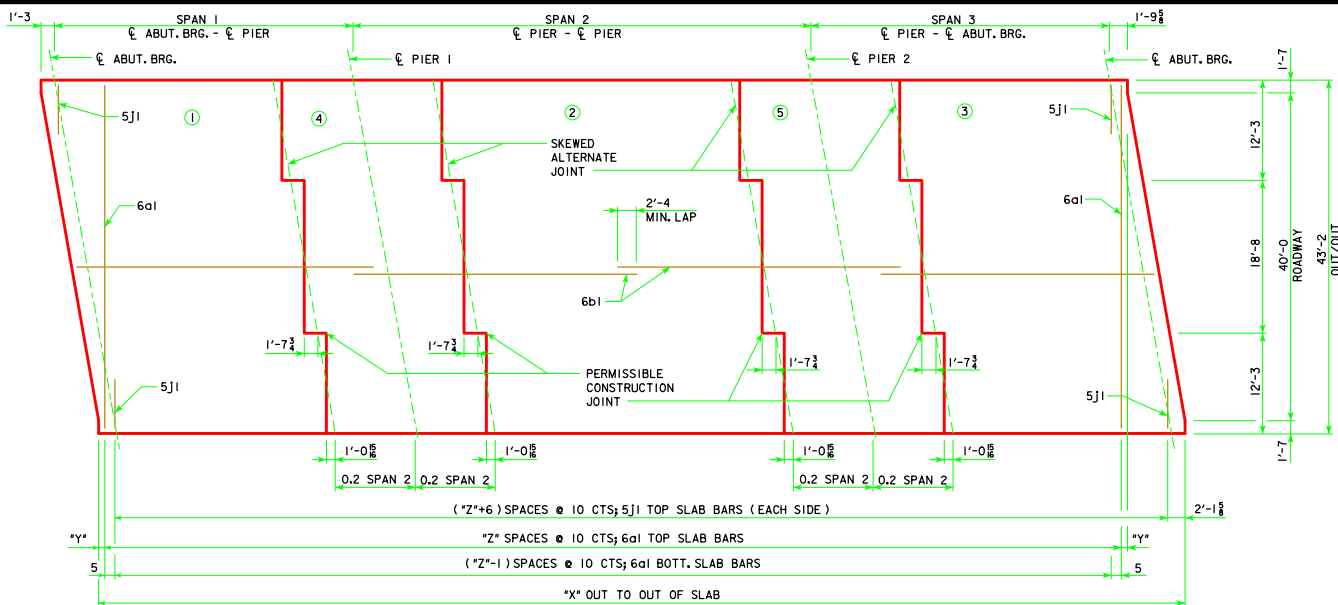 1'-3
SPAN 1
℄ ABUT.BRG. - ℄ PIER
SPAN 2
℄ PIER - ℄ PIER
SPAN 3
℄ PIER - ℄ ABUT.BRG.
1'-9⅝
℄ ABUT.BRG.
℄ PIER 1
℄ PIER 2
℄ ABUT.BRG.
1'-7
5j1
1
4
2
5
3
5j1
SKEWED
ALTERNATE
JOINT
12'-3
6a1
2'-4
MIN. LAP
6a1
18'-8
40'-0
ROADWAY
43'-2
OUT/OUT
6b1
1'-7¾
1'-7¾
1'-7¾
1'-7¾
PERMISSIBLE
CONSTRUCTION
JOINT
5j1
5j1
12'-3
1'-7
1'-0 15/16
1'-0 15/16
1'-0 15/16
1'-0 15/16
0.2 SPAN 2
0.2 SPAN 2
0.2 SPAN 2
0.2 SPAN 2
("Z"+6) SPACES @ 10 CTS; 5j1 TOP SLAB BARS (EACH SIDE)
2'-1⅝
"Y"
"Z" SPACES @ 10 CTS; 6a1 TOP SLAB BARS
"Y"
5
("Z"-1) SPACES @ 10 CTS; 6a1 BOTT. SLAB BARS
5
"X" OUT TO OUT OF SLAB